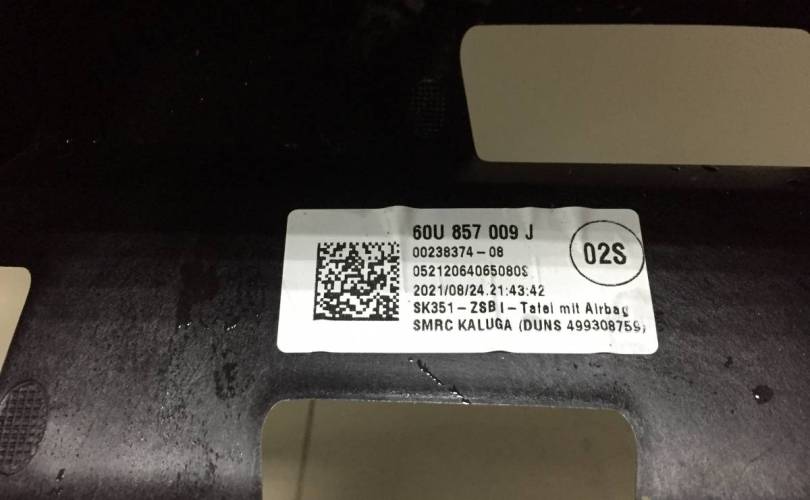 60U 857 009 J
02S
00238374-08
05212064065080S
2021/08/24.21:43:42
SK351-ZSB I-Tafel mit Airbag
SMRC KALUGA (DUNS 499308759)